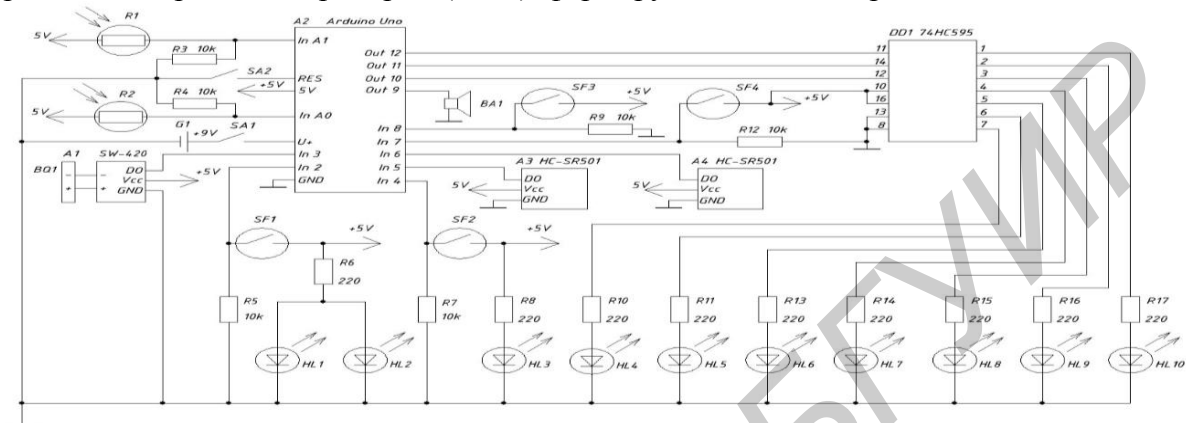 R1
A2 Arduino Uno
5V
In A1
R3 10k
SA2
RES
+5V
5V
R4 10k
R2
5V
In A0
G1
+9V
SA1
U+
A1
SW-420
BQ1
DO
Vcc
GND
+5V
In 3
In 2
GND
Out 12
Out 11
Out 10
Out 9
In 8
In 7
In 6
In 5
In 4
BA1
SF3
+5V
R9 10k
SF4
+5V
R12 10k
DD1 74HC595
11
14
12
10
16
13
8
1
2
3
4
5
6
7
A3 HC-SR501
5V
DO
Vcc
GND
A4 HC-SR501
5V
DO
Vcc
GND
SF1
+5V
SF2
+5V
R5
10k
R6
220
R7
10k
R8
220
R10
220
R11
220
R13
220
R14
220
R15
220
R16
220
R17
220
HL1
HL2
HL3
HL4
HL5
HL6
HL7
HL8
HL9
HL10
БГУИР